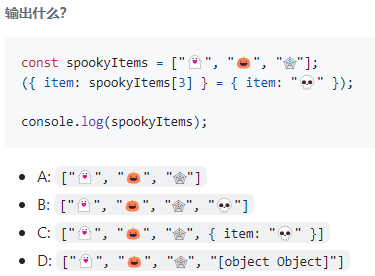 输出什么?
const spookyItems = ["👻", "🎃", "🕸"];
({ item: spookyItems[3] } = { item: "💀" });
console.log(spookyItems);
• A: ["👻", "🎃", "🕸"]
• B: ["👻", "🎃", "🕸", "💀"]
• C: ["👻", "🎃", "🕸", { item: "💀" }]
• D: ["👻", "🎃", "🕸", "[object Object]"]